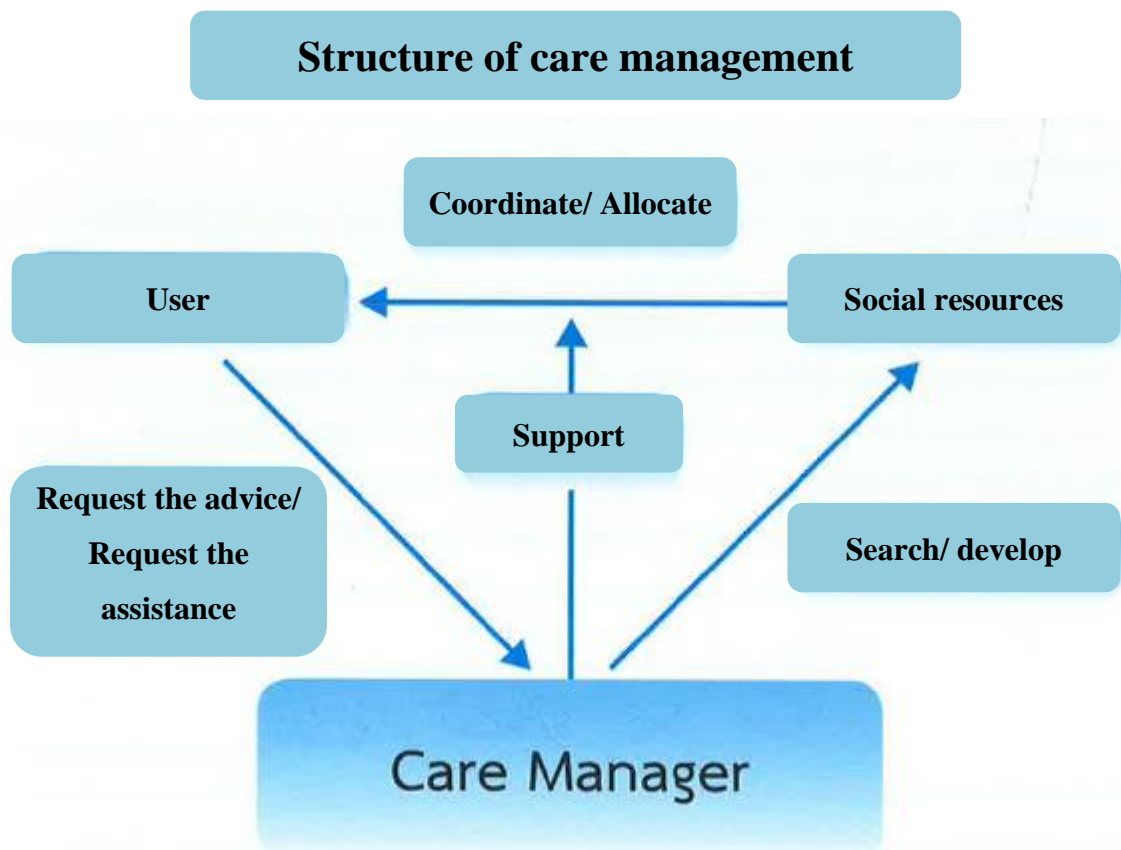 Structure of care management
Coordinate/ Allocate
User
Social resources
Support
Request the advice/
Request the
assistance
Search/ develop
Care Manager